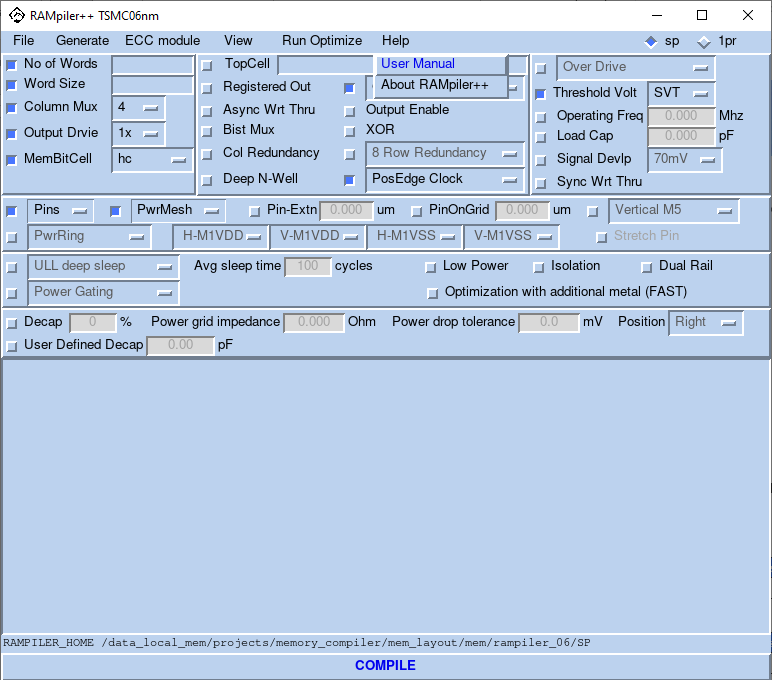 RAMpiler++ TSMC06nm
File Generate ECC module View Run Optimize Help sp 1pr
No of Words TopCell User Manual Over Drive
Word Size Registered Out About RAMpiler++ Threshold Volt SVT
Column Mux 4 Async Wrt Thru Output Enable Operating Freq 0.000 Mhz
Output Drvie 1x Bist Mux XOR Load Cap 0.000 pF
MemBitCell hc Col Redundancy 8 Row Redundancy Signal Devlp 70mV
Deep N-Well PosEdge Clock Sync Wrt Thru
Pins PwrMesh Pin-Extn 0.000 um PinOnGrid 0.000 um Vertical M5
PwrRing H-M1VDD V-M1VDD H-M1VSS V-M1VSS Stretch Pin
ULL deep sleep Avg sleep time 100 cycles Low Power Isolation Dual Rail
Power Gating Optimization with additional metal (FAST)
Decap 0 % Power grid impedance 0.000 Ohm Power drop tolerance 0.0 mV Position Right
User Defined Decap 0.00 pF
RAMPILER_HOME /data_local_mem/projects/memory_compiler/mem_layout/mem/rampiler_06/SP
COMPILE